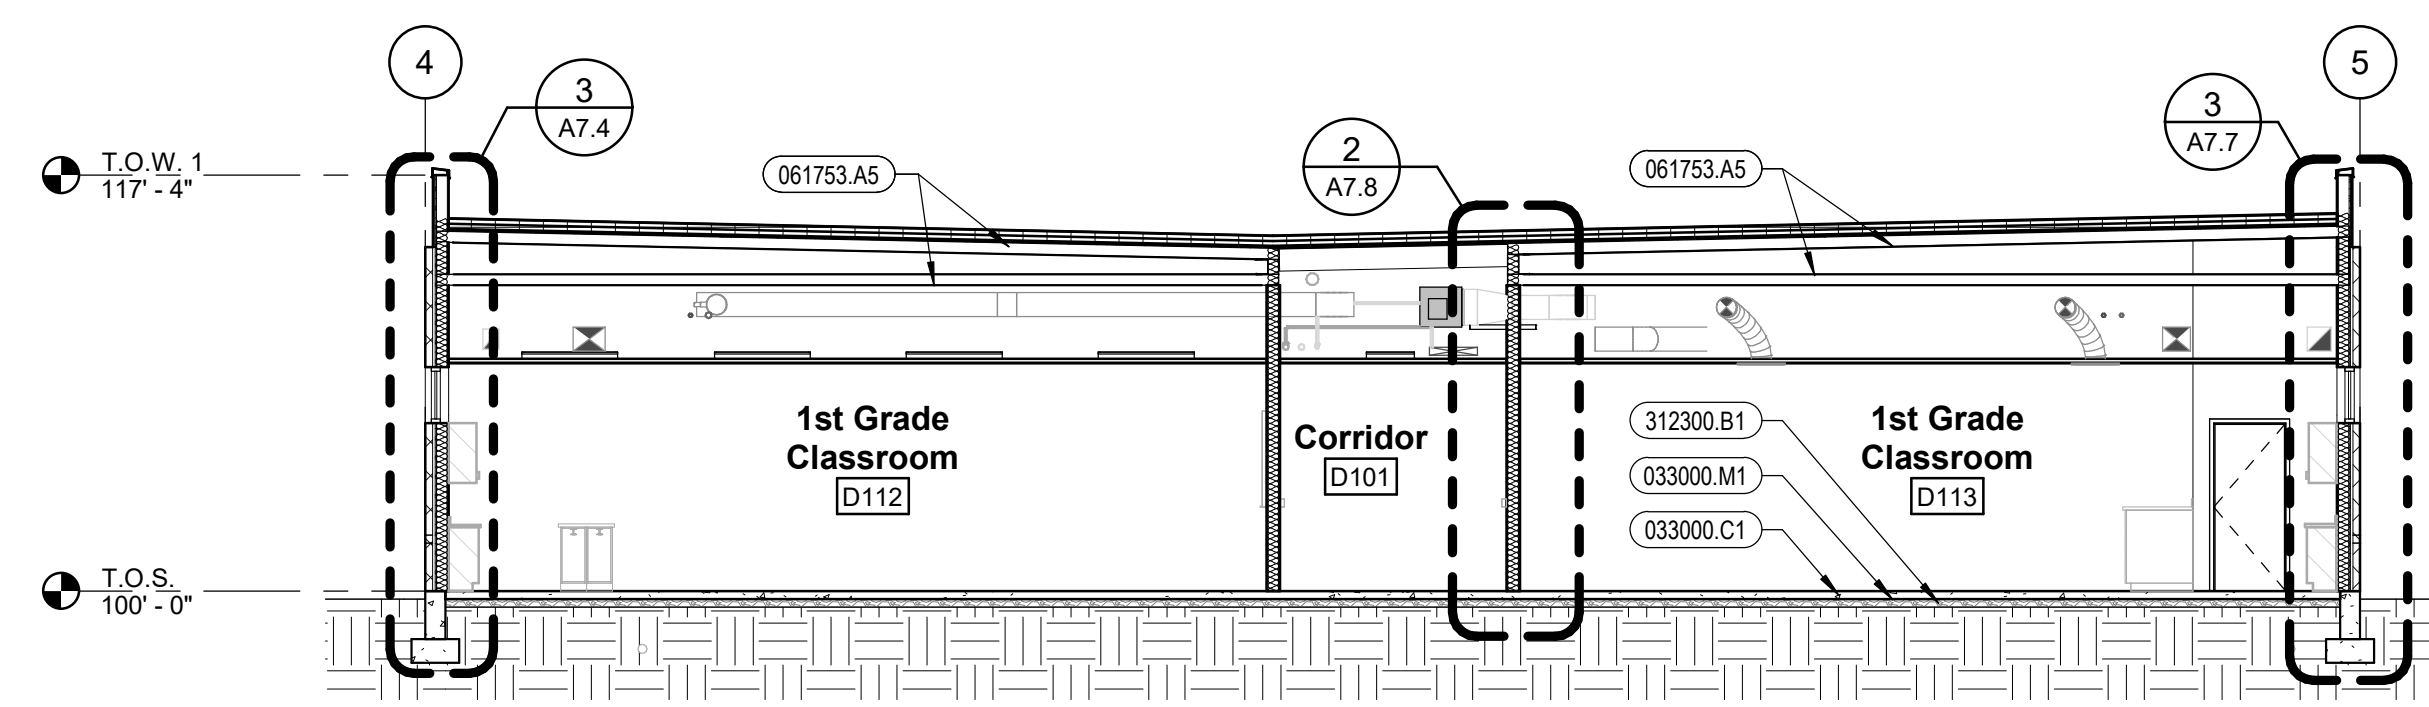 4
5
3
A7.4
3
A7.7
2
A7.8
T.O.W. 1
117' - 4"
061753.A5
061753.A5
1st Grade
Classroom
D112
Corridor
D101
312300.B1
033000.M1
033000.C1
1st Grade
Classroom
D113
T.O.S.
100' - 0"